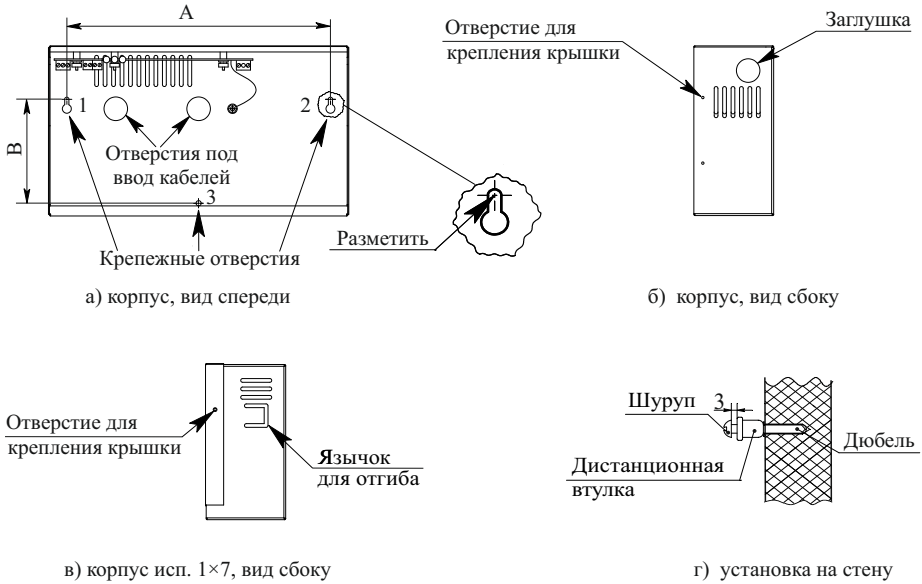 А
В
1
2
3
Отверстия под
ввод кабелей
Крепежные отверстия
Разметить
а) корпус, вид спереди
Отверстие для
крепления крышки
Заглушка
б) корпус, вид сбоку
Отверстие для
крепления крышки
Язычок
для отгиба
в) корпус исп. 1×7, вид сбоку
Шуруп
3
Дистанционная
втулка
Дюбель
г) установка на стену